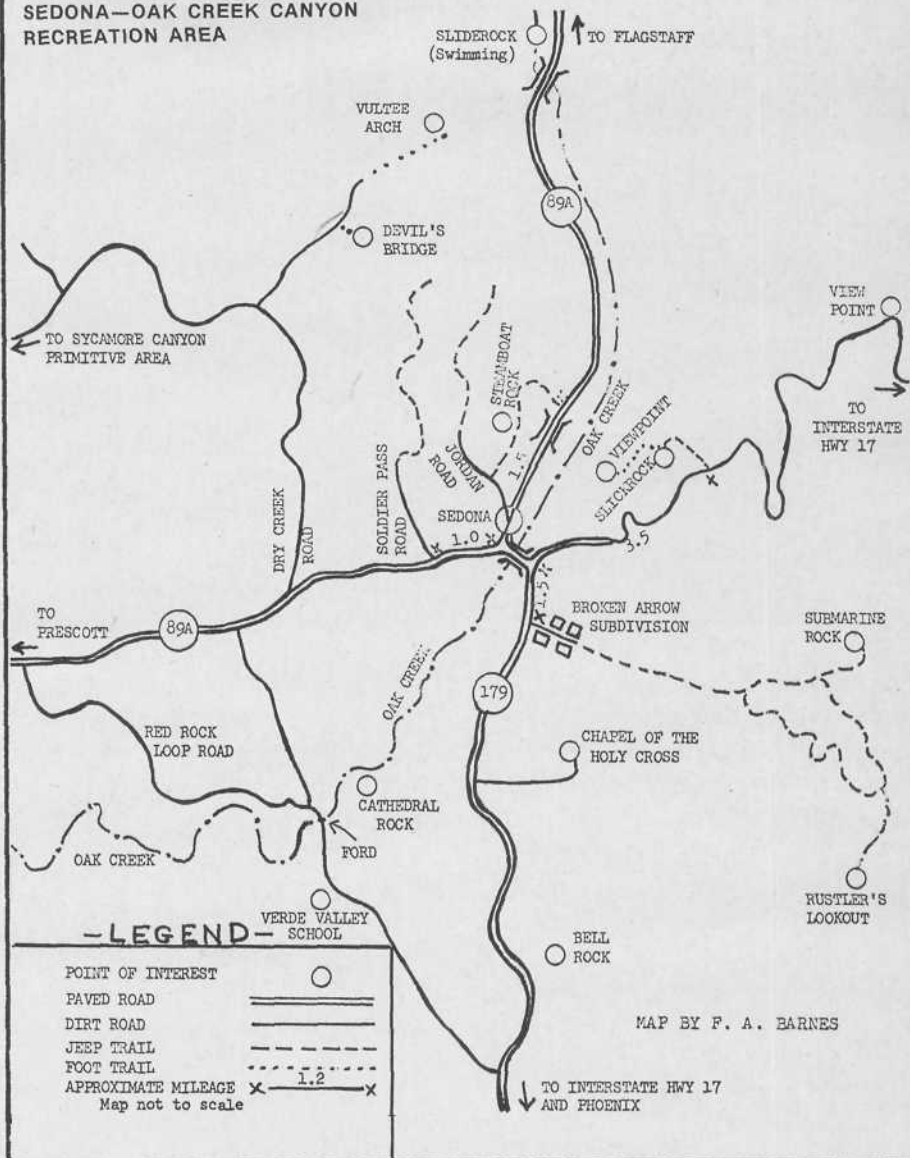 SEDONA—OAK CREEK CANYON
RECREATION AREA
SLIDEROCK
(Swimming)
TO FLAGSTAFF
VULTEE
ARCH
89A
DEVIL'S
BRIDGE
VIEW
POINT
TO SYCAMORE CANYON
PRIMITIVE AREA
STEAMBOAT
ROCK
TO
INTERSTATE
HWY 17
OAK CREEK
VIEWPOINT
1.5
SLICKROCK
JORDAN
ROAD
SOLDIER PASS
ROAD
SEDONA
DRY CREEK
ROAD
1.0
3.5
1.5
BROKEN ARROW
SUBDIVISION
TO
PRESCOTT
89A
SUBMARINE
ROCK
OAK CREEK
179
RED ROCK
LOOP ROAD
CHAPEL OF THE
HOLY CROSS
CATHEDRAL
ROCK
FORD
OAK CREEK
RUSTLER'S
LOOKOUT
VERDE VALLEY
SCHOOL
BELL
ROCK
-LEGEND-
POINT OF INTEREST
PAVED ROAD
DIRT ROAD
JEEP TRAIL
FOOT TRAIL
APPROXIMATE MILEAGE X 1.2 X
Map not to scale
MAP BY F. A. BARNES
TO INTERSTATE HWY 17
AND PHOENIX